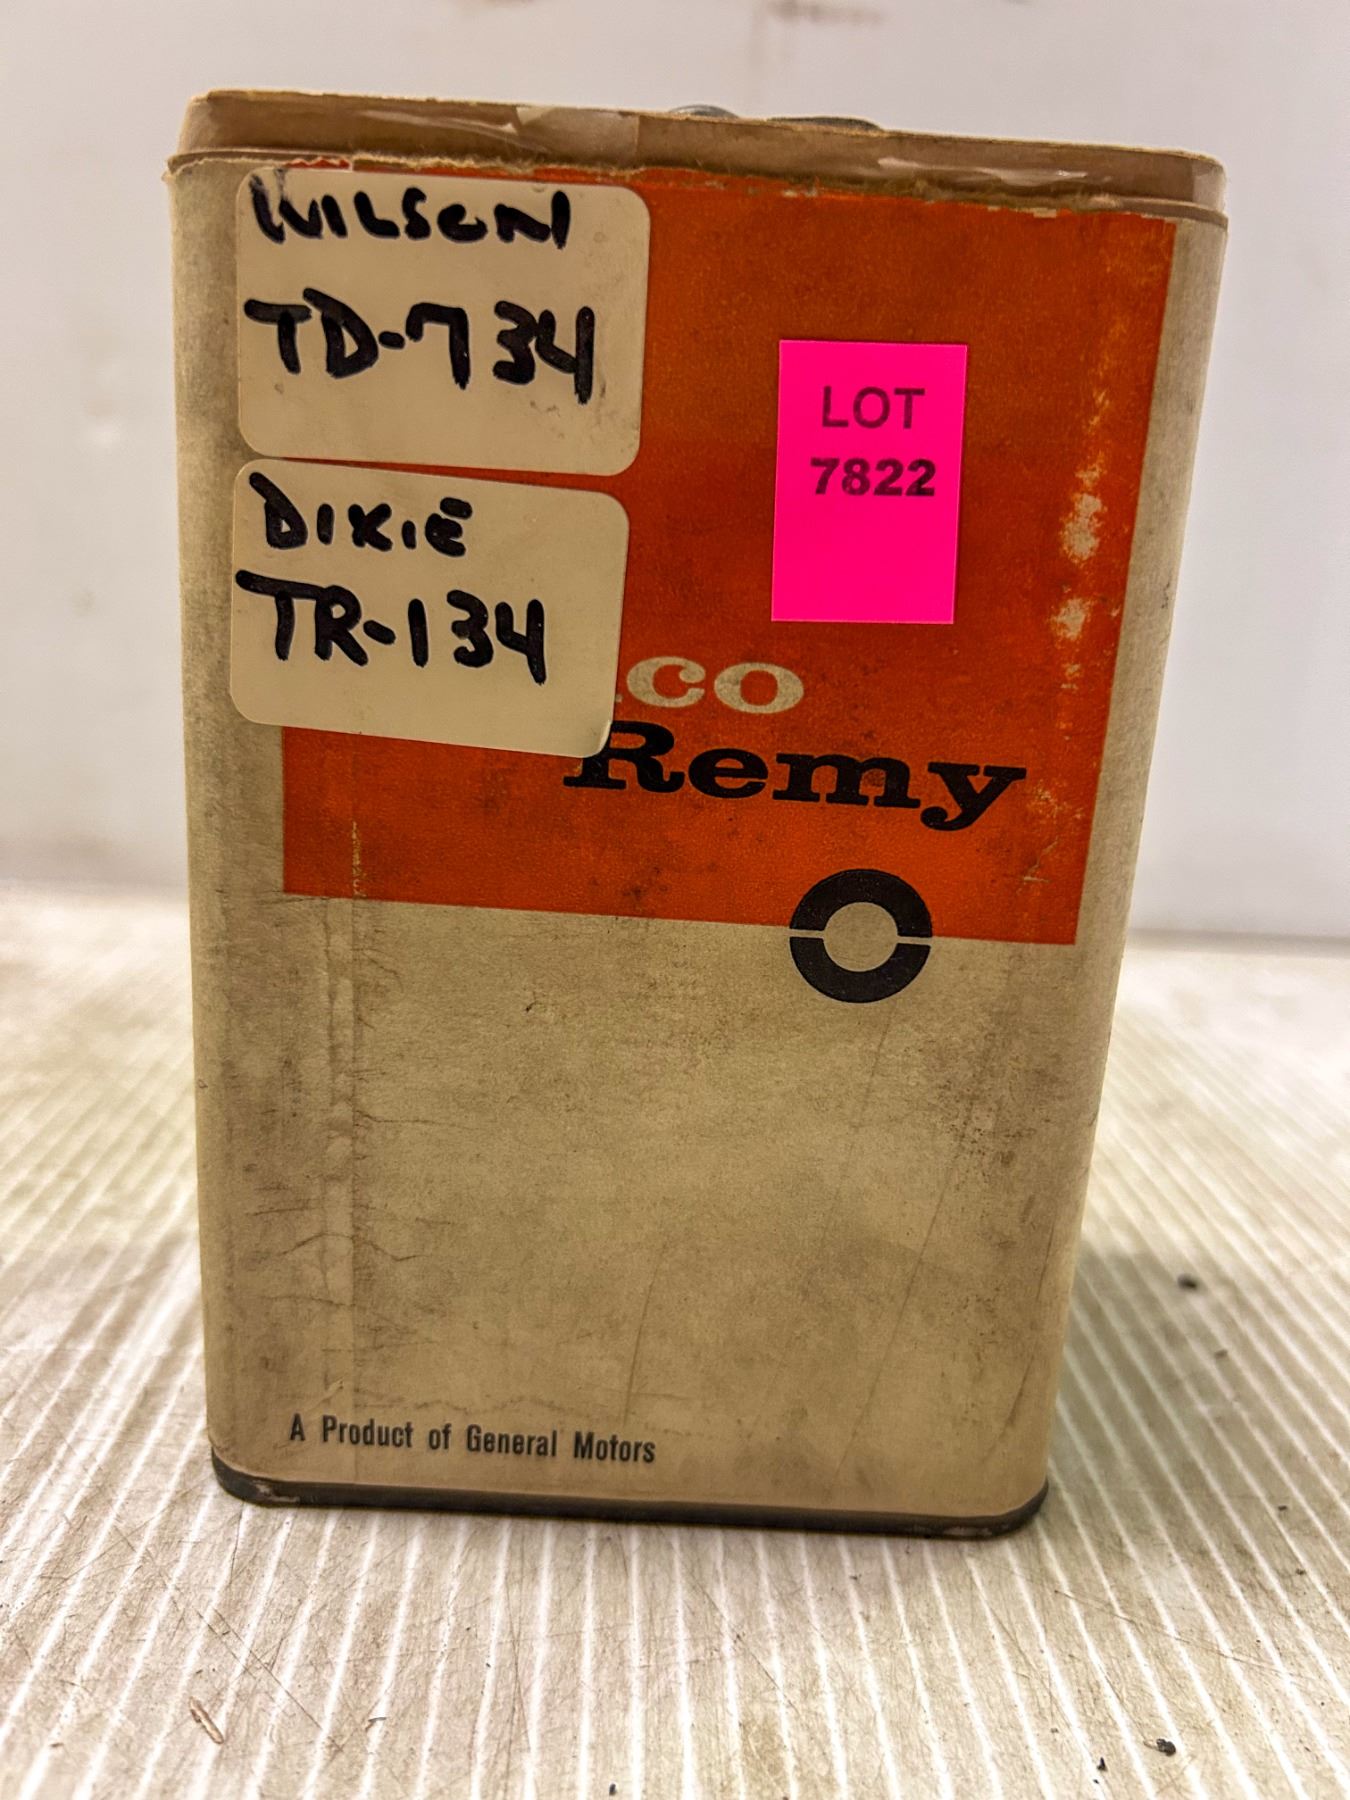 WILSON
TD-734
DIXIE
TR-134
LOT
7822
co
Remy
A Product of General Motors